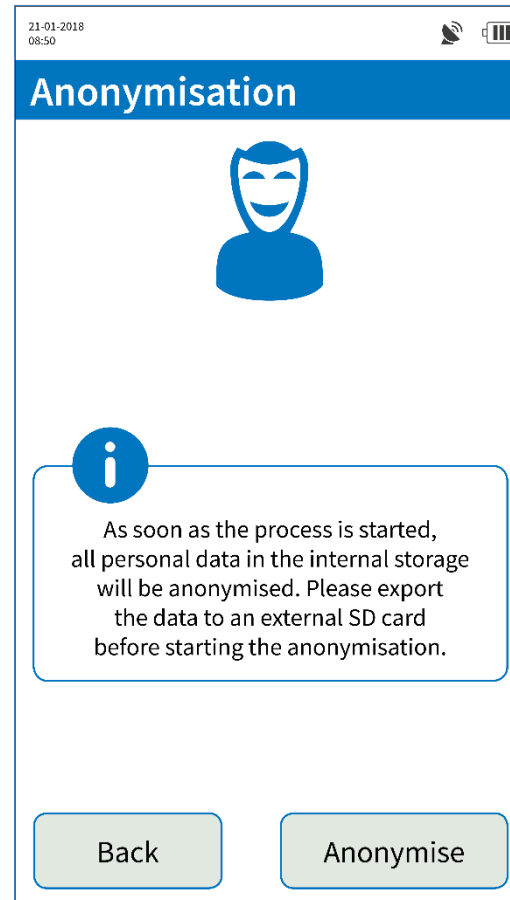 21-01-2018
08:50
Anonymisation
As soon as the process is started,
all personal data in the internal storage
will be anonymised. Please export
the data to an external SD card
before starting the anonymisation.
Back
Anonymise